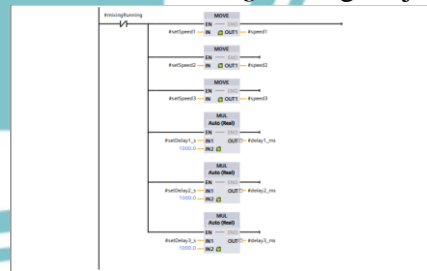 #mixingRunning
MOVE
EN ENO
#setSpeed1 IN OUT1 #speed1
MOVE
EN ENO
#setSpeed2 IN OUT1 #speed2
MOVE
EN ENO
#setSpeed3 IN OUT1 #speed3
MUL
Auto (Real)
EN ENO
#setDelay1_s IN1 OUT #delay1_ms
1000.0 IN2
MUL
Auto (Real)
EN ENO
#setDelay2_s IN1 OUT #delay2_ms
1000.0 IN2
MUL
Auto (Real)
EN ENO
#setDelay3_s IN1 OUT #delay3_ms
1000.0 IN2